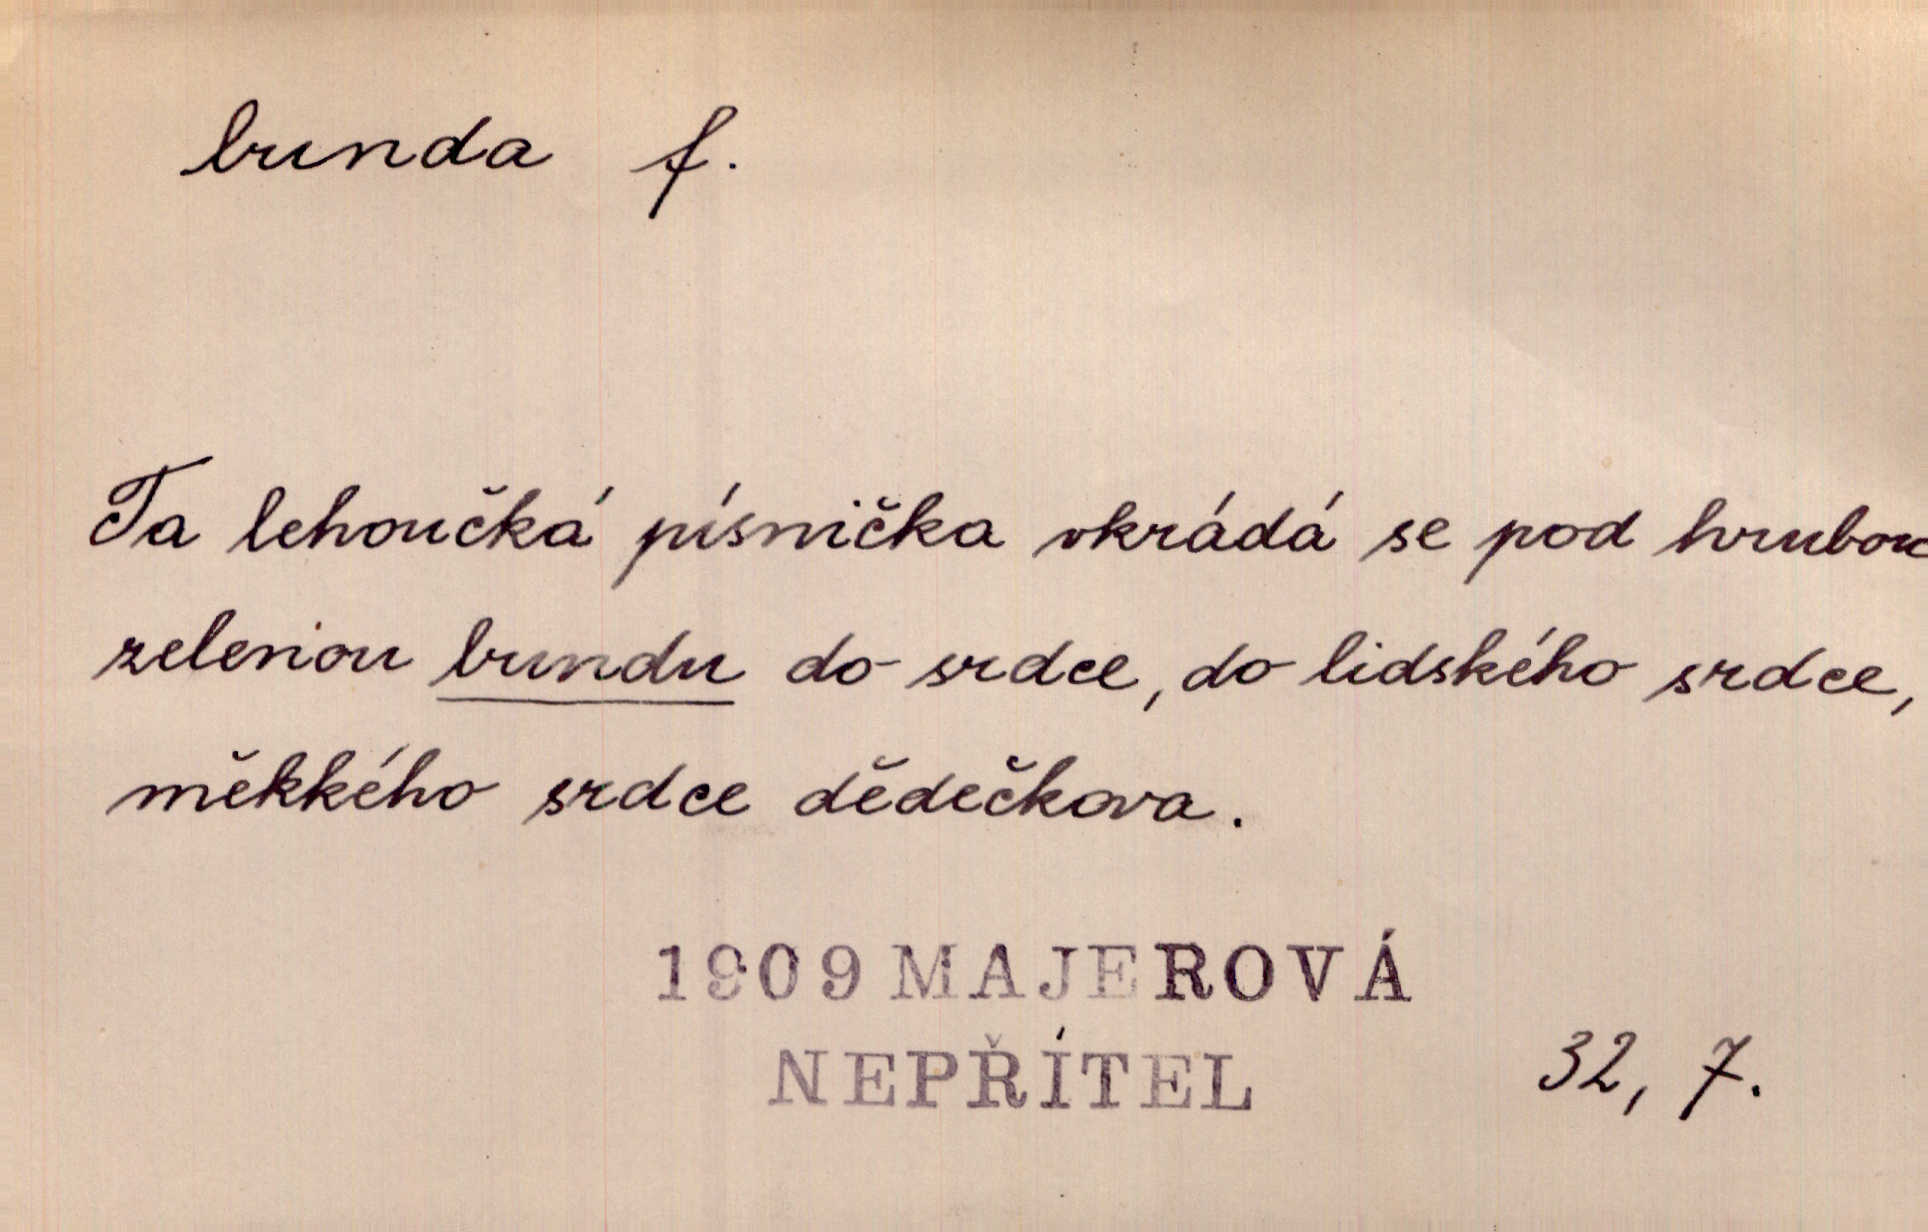 bunda f.
Ta lehoučká písnička vkrádá se pod hrubou
zelenou bundu do srdce, do lidského srdce,
měkkého srdce dědečkova.
1909 MAJEROVÁ
NEPŘÍTEL 32, 7.